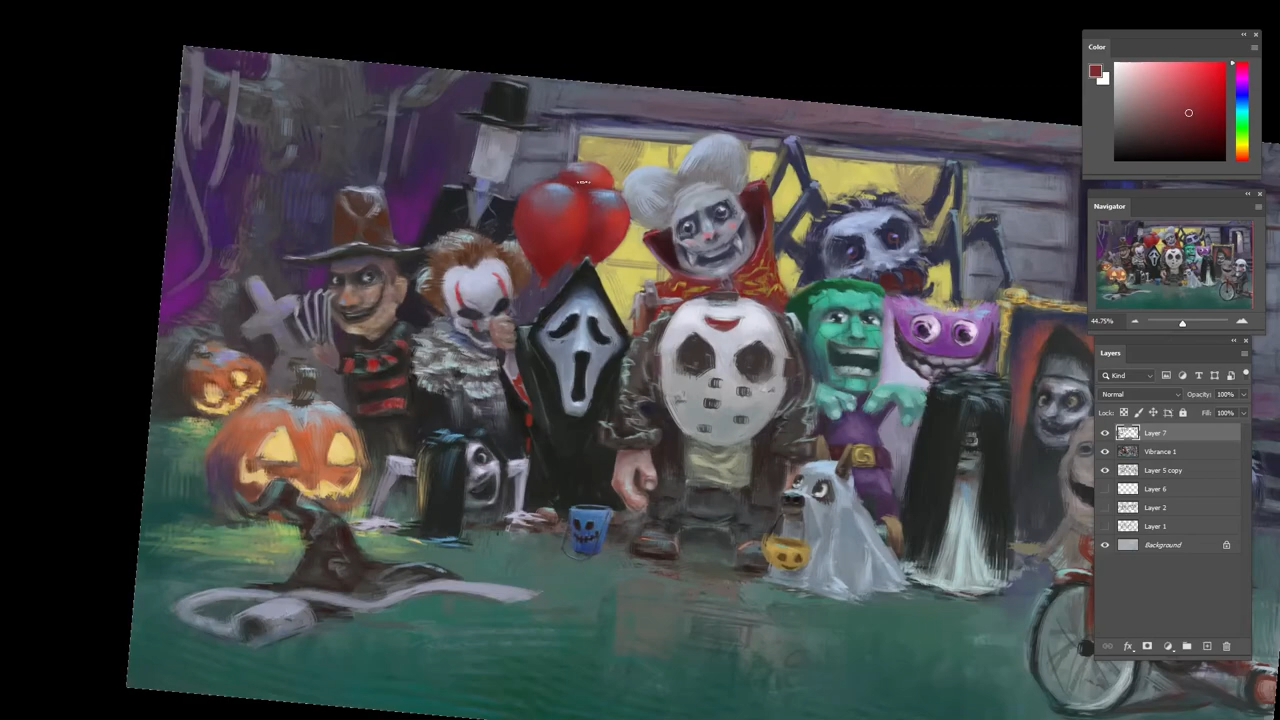 Color
Navigator
44.75%
Layers
Kind
Normal
Opacity: 100%
Lock:
Fill: 100%
Layer 7
Vibrance 1
Layer 5 copy
Layer 6
Layer 2
Layer 1
Background
fx